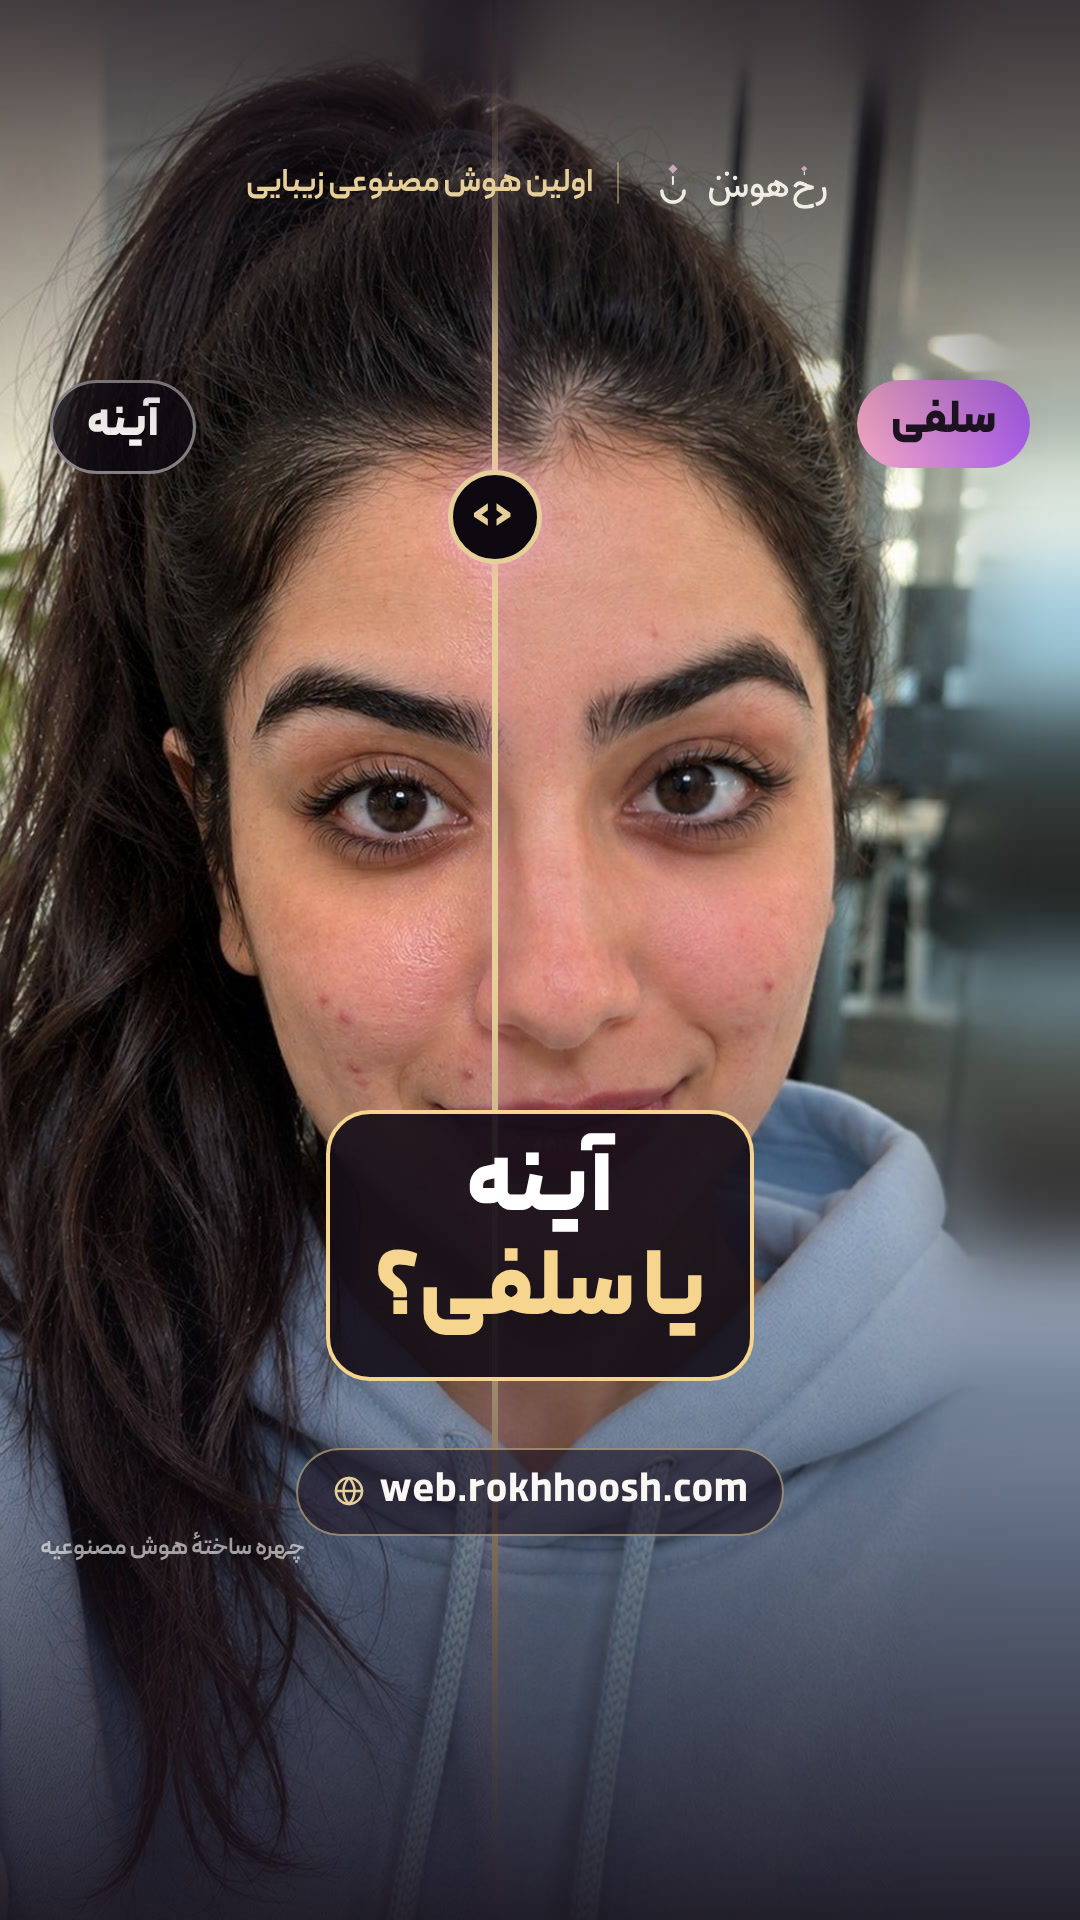 رخ‌هوش | اولین هوش مصنوعی زیبایی
سلفی
آینه
آینه
یا سلفی؟
web.rokhhoosh.com
چهره ساختهٔ هوش مصنوعیه